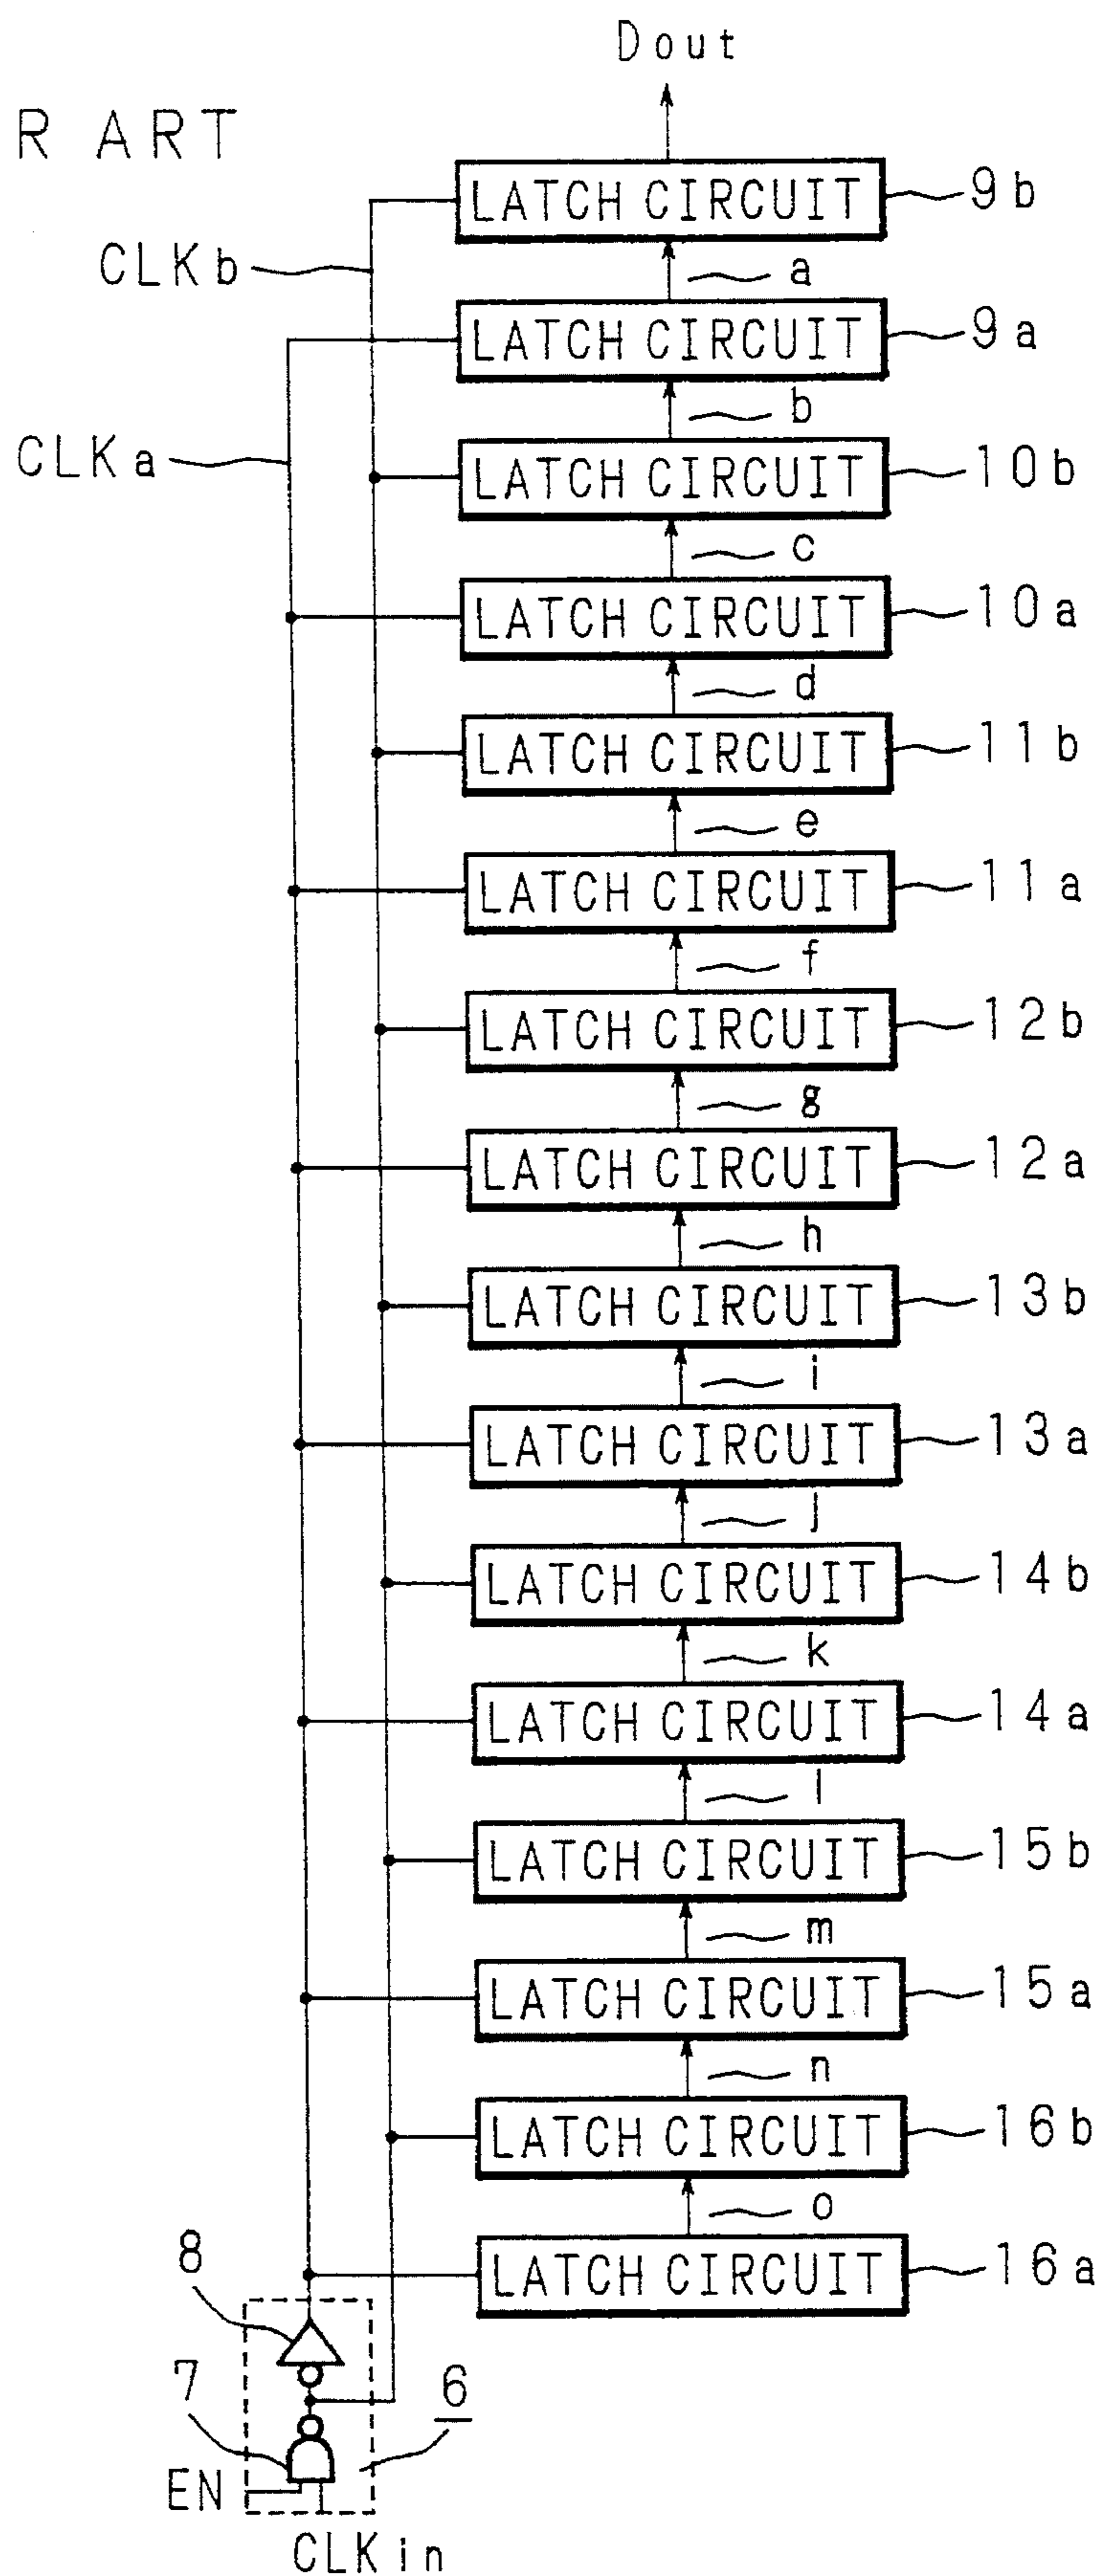 Dout
R ART
LATCH CIRCUIT 9b
CLKb
a
LATCH CIRCUIT 9a
b
CLKa
LATCH CIRCUIT 10b
c
LATCH CIRCUIT 10a
d
LATCH CIRCUIT 11b
e
LATCH CIRCUIT 11a
f
LATCH CIRCUIT 12b
g
LATCH CIRCUIT 12a
h
LATCH CIRCUIT 13b
i
LATCH CIRCUIT 13a
j
LATCH CIRCUIT 14b
k
LATCH CIRCUIT 14a
l
LATCH CIRCUIT 15b
m
LATCH CIRCUIT 15a
n
LATCH CIRCUIT 16b
o
LATCH CIRCUIT 16a
8
7
6
EN
CLKin